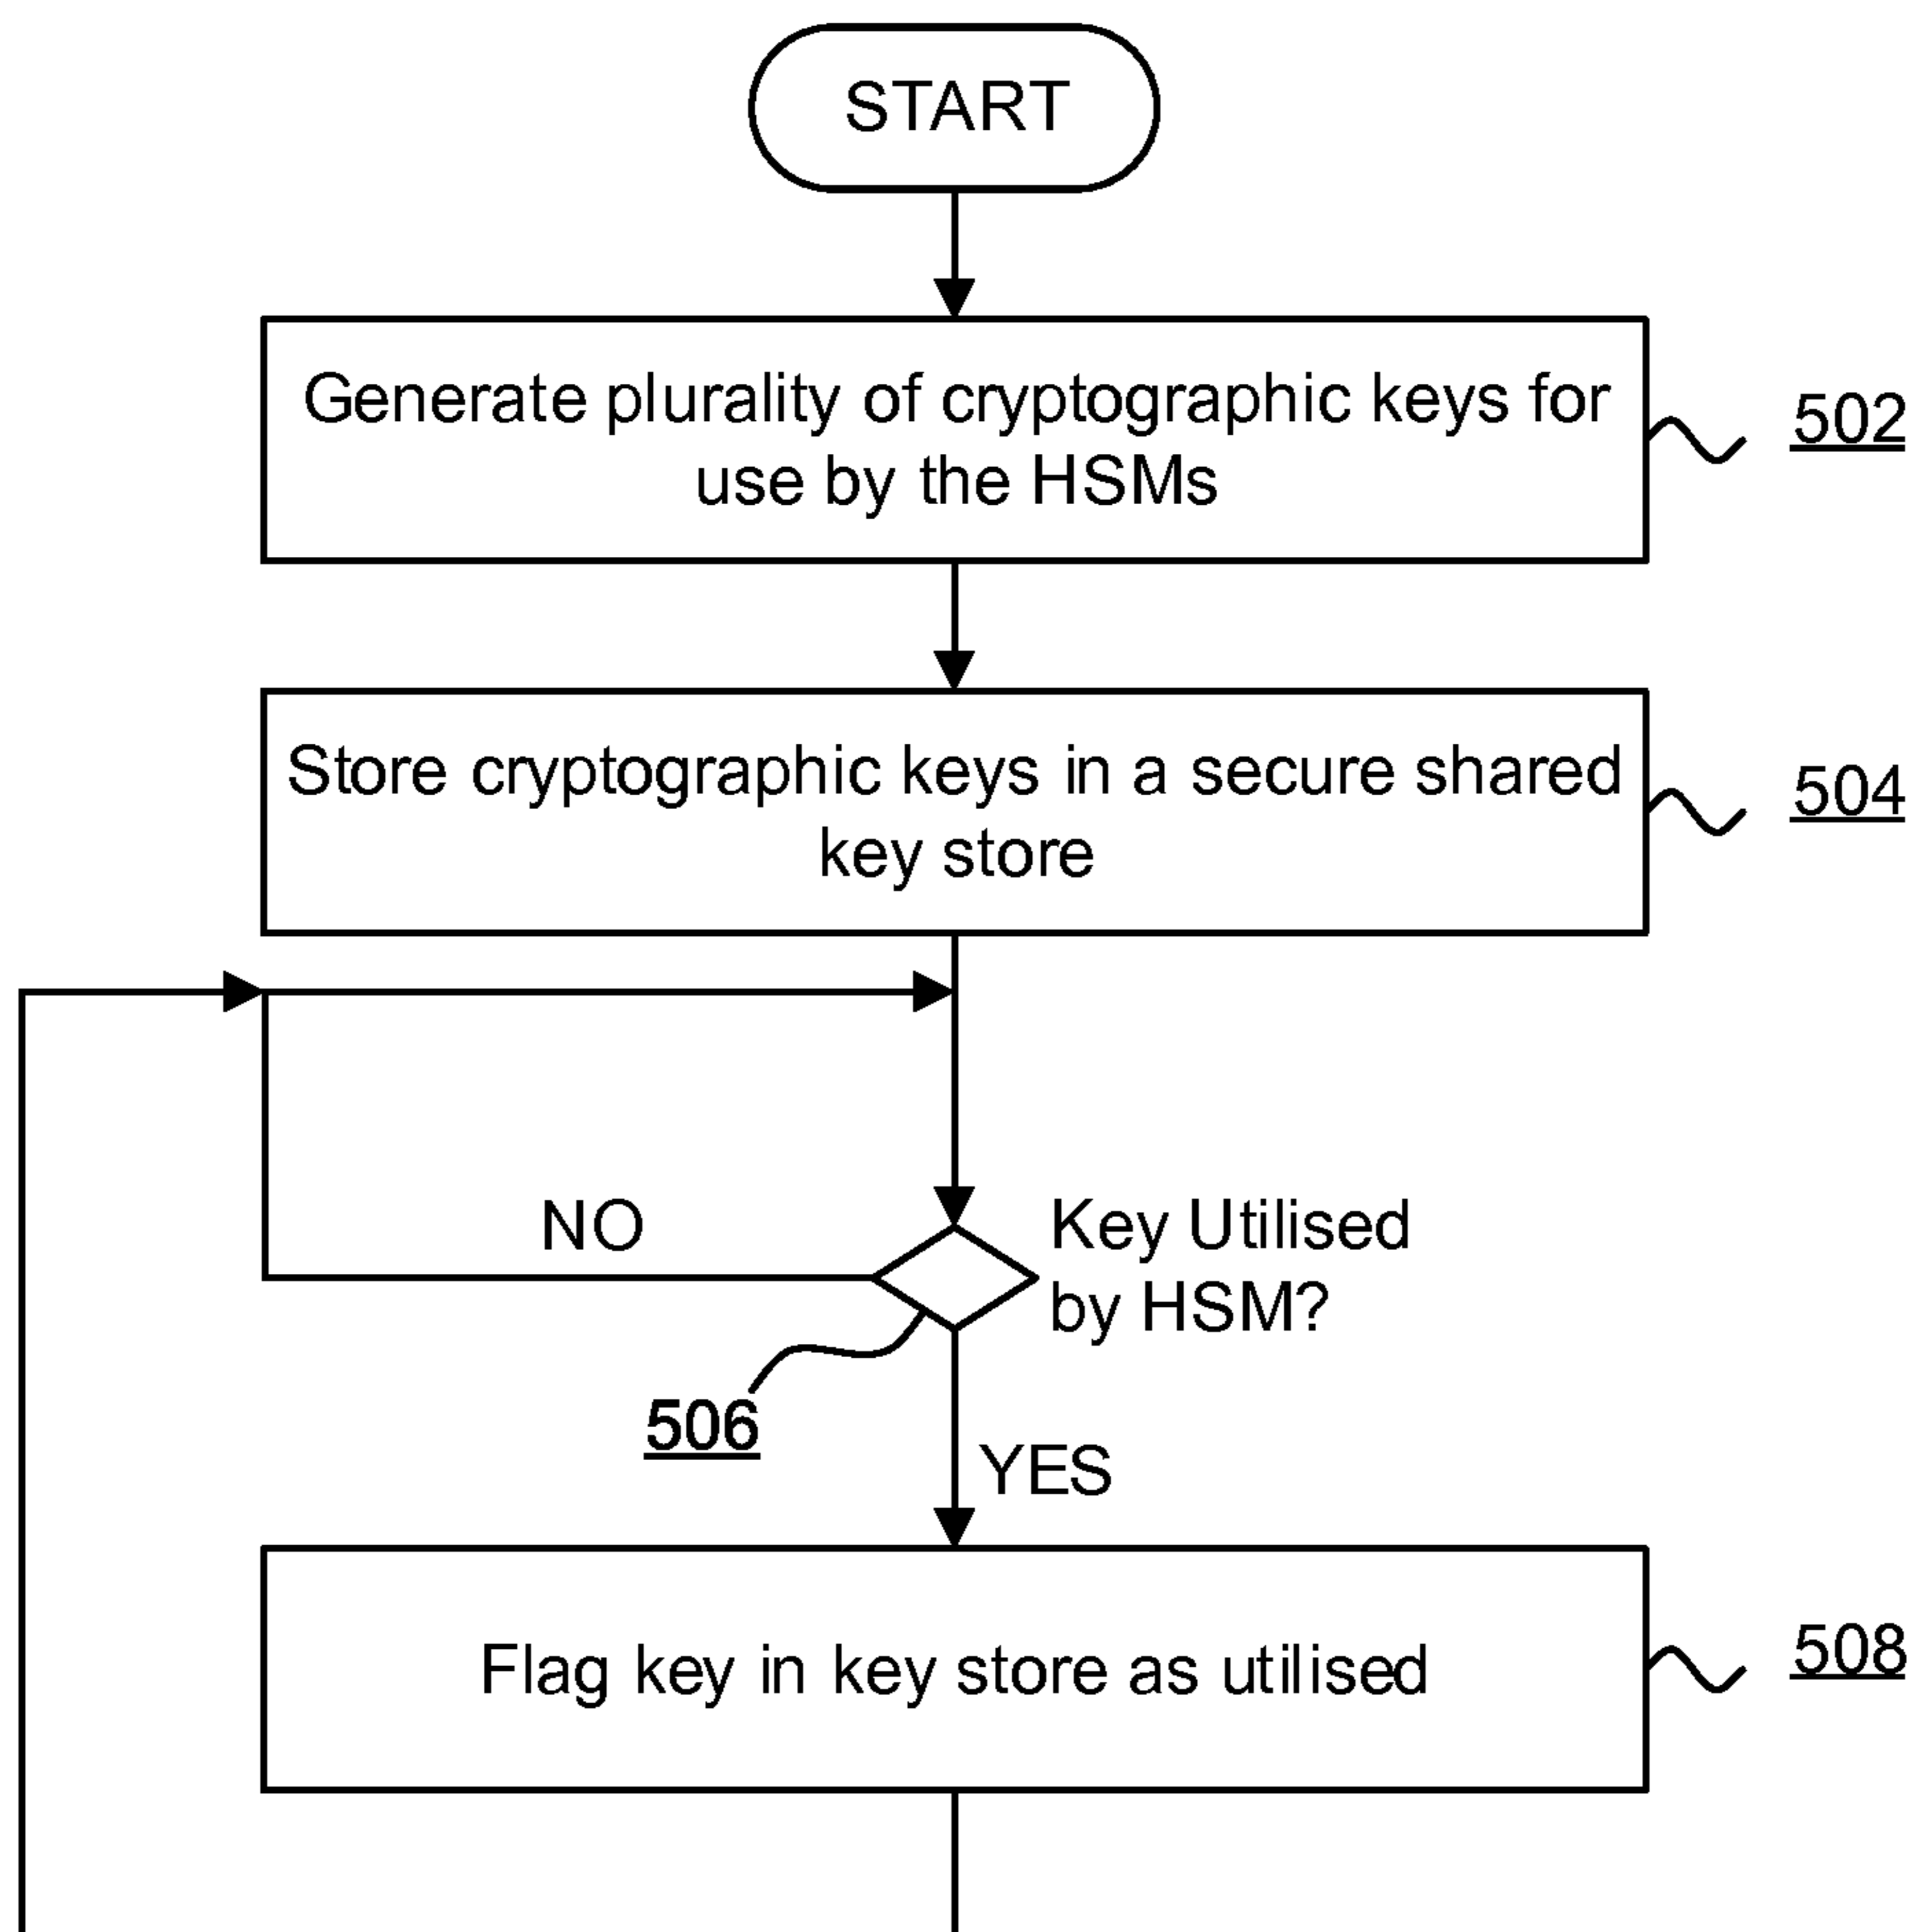 START
Generate plurality of cryptographic keys for
use by the HSMs
502
Store cryptographic keys in a secure shared
key store
504
NO
Key Utilised
by HSM?
506
YES
Flag key in key store as utilised
508